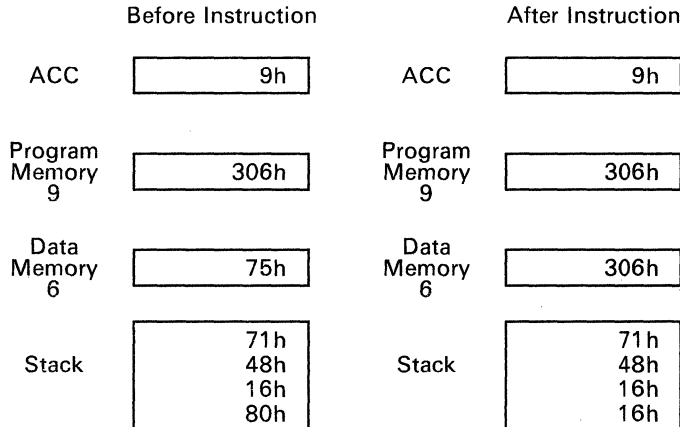 Before Instruction After Instruction
ACC 9h ACC 9h
Program Program
Memory 306h Memory 306h
9 9
Data Data
Memory 75h Memory 306h
6 6
71h 71h
Stack 48h Stack 48h
16h 16h
80h 16h